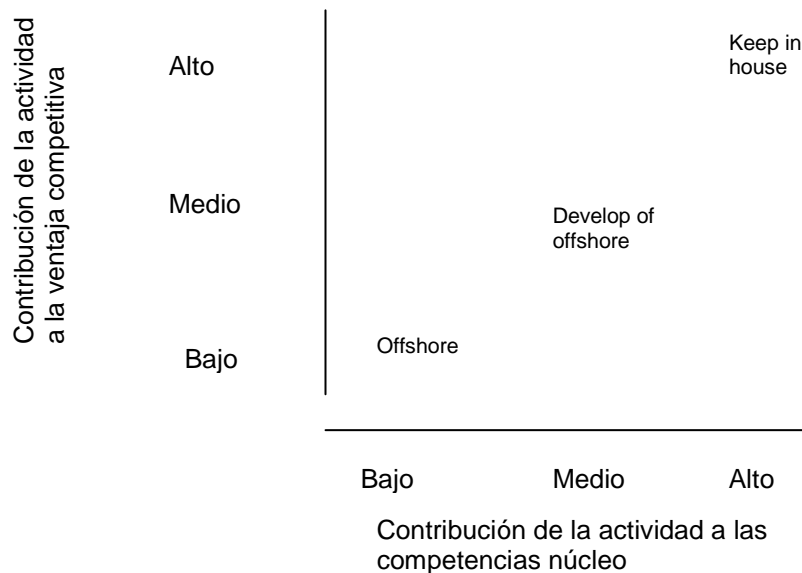 Contribución de la actividad
a la ventaja competitiva
Alto
Keep in
house
Medio
Develop of
offshore
Bajo
Offshore
Bajo
Medio
Alto
Contribución de la actividad a las
competencias núcleo